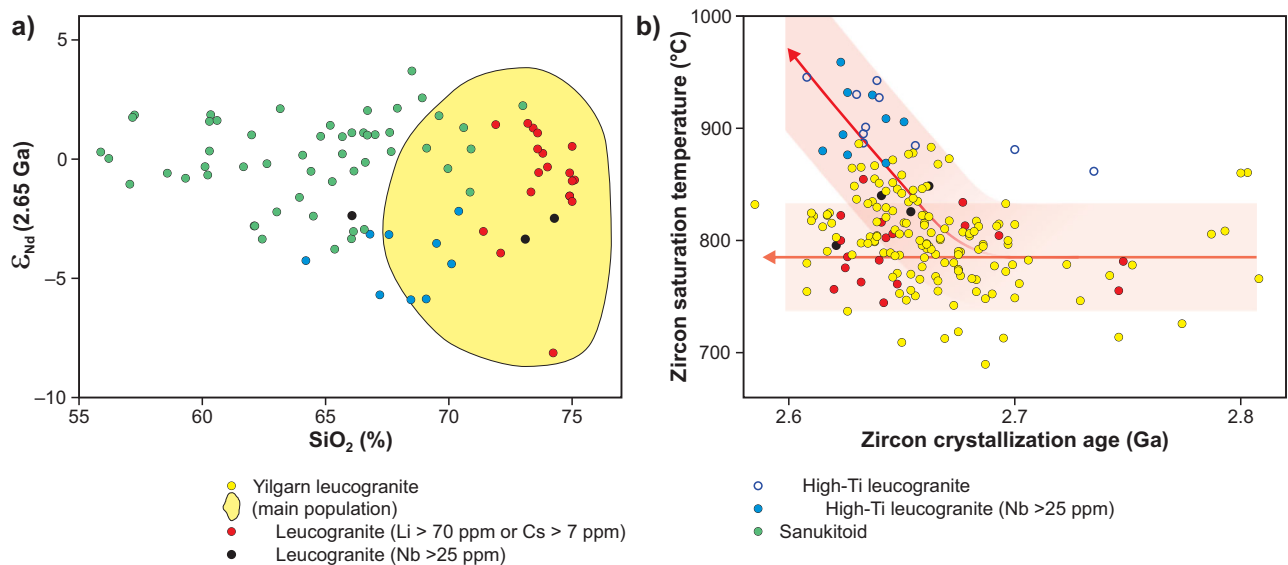 a)
5
0
–5
–10
εNd (2.65 Ga)
55
60
65
70
75
SiO2 (%)
b)
1000
900
800
700
Zircon saturation temperature (°C)
2.6
2.7
2.8
Zircon crystallization age (Ga)
Yilgarn leucogranite
(main population)
Leucogranite (Li > 70 ppm or Cs > 7 ppm)
Leucogranite (Nb >25 ppm)
High-Ti leucogranite
High-Ti leucogranite (Nb >25 ppm)
Sanukitoid